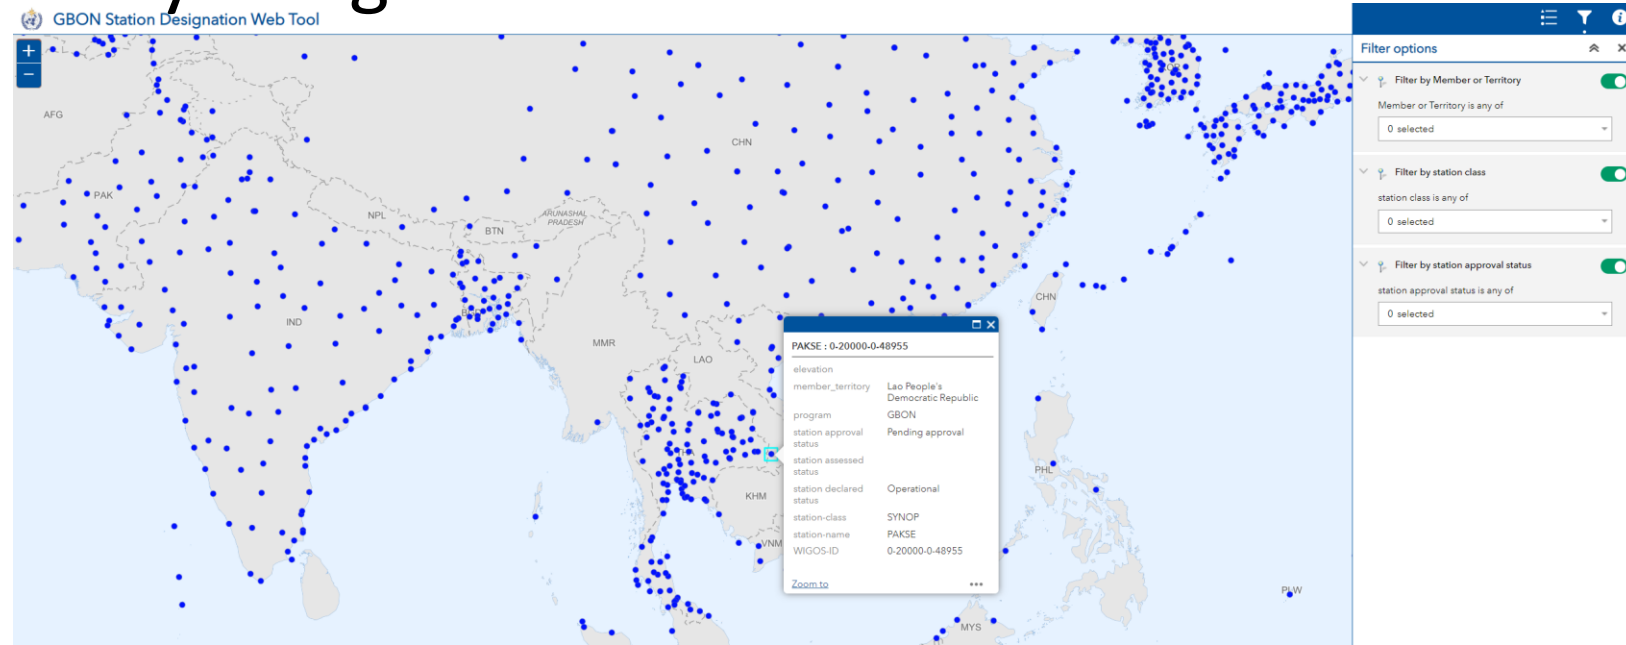 GBON Station Designation Web Tool
+
−
AFG
PAK
NPL
BTN
ARUNASHAL
PRADESH
CHN
IND
MMR
LAO
CHN
KHM
VNM
PHL
PLW
MYS
PAKSE : 0-20000-0-48955
elevation
member_territory Lao People's
Democratic Republic
program GBON
station approval Pending approval
status
station assessed
status
station declared Operational
status
station-class SYNOP
station-name PAKSE
WIGOS-ID 0-20000-0-48955
Zoom to
Filter options
Filter by Member or Territory
Member or Territory is any of
0 selected
Filter by station class
station class is any of
0 selected
Filter by station approval status
station approval status is any of
0 selected